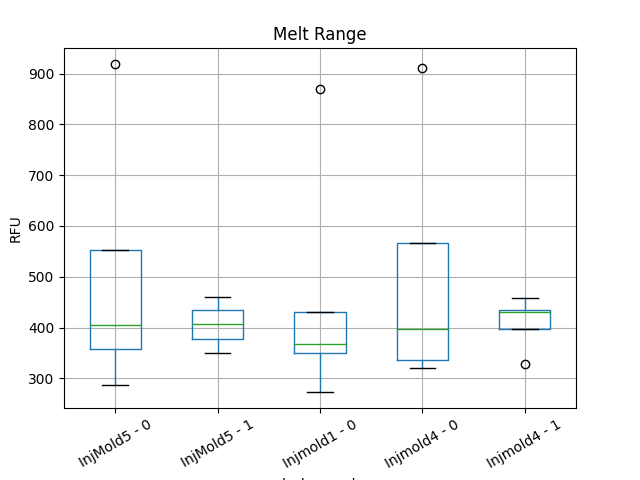 Melt Range
RFU
900
800
700
600
500
400
300
InjMold5 - 0
InjMold5 - 1
Injmold1 - 0
Injmold4 - 0
Injmold4 - 1